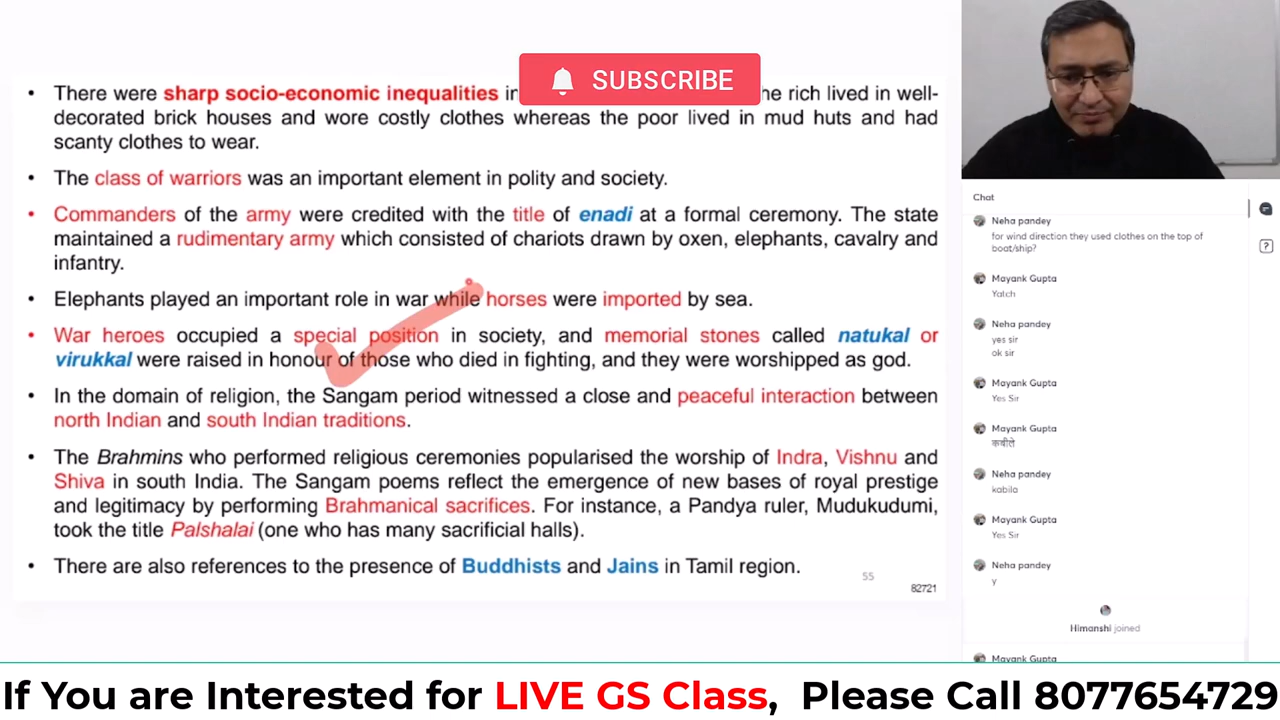 SUBSCRIBE
• There were sharp socio-economic inequalities in he rich lived in well-
decorated brick houses and wore costly clothes whereas the poor lived in mud huts and had
scanty clothes to wear.
• The class of warriors was an important element in polity and society.
• Commanders of the army were credited with the title of enadi at a formal ceremony. The state
maintained a rudimentary army which consisted of chariots drawn by oxen, elephants, cavalry and
infantry.
• Elephants played an important role in war while horses were imported by sea.
• War heroes occupied a special position in society, and memorial stones called natukal or
virukkal were raised in honour of those who died in fighting, and they were worshipped as god.
• In the domain of religion, the Sangam period witnessed a close and peaceful interaction between
north Indian and south Indian traditions.
• The Brahmins who performed religious ceremonies popularised the worship of Indra, Vishnu and
Shiva in south India. The Sangam poems reflect the emergence of new bases of royal prestige
and legitimacy by performing Brahmanical sacrifices. For instance, a Pandya ruler, Mudukudumi,
took the title Palshalai (one who has many sacrificial halls).
• There are also references to the presence of Buddhists and Jains in Tamil region.
55
82721
Chat
Neha pandey
for wind direction they used clothes on the top of
boat/ship?
Mayank Gupta
Yatch
Neha pandey
yes sir
ok sir
Mayank Gupta
Yes Sir
Mayank Gupta
कबीले
Neha pandey
kabila
Mayank Gupta
Yes Sir
Neha pandey
y
Himanshi joined
Mayank Gupta
If You are Interested for LIVE GS Class, Please Call 8077654729